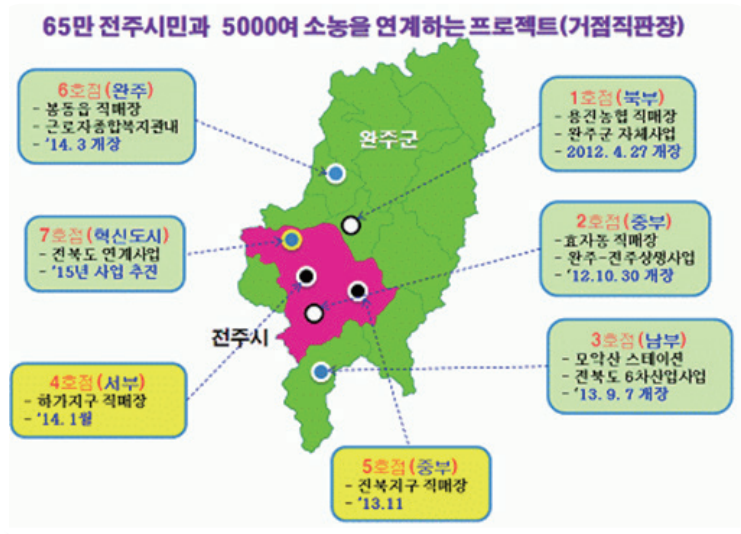 65만 전주시민과 5000여 소농을 연계하는 프로젝트(거점직판장)
6호점(완주)
- 봉동읍 직매장
- 근로자종합복지관내
- '14.3 개장
1호점(북부)
- 용진농협 직매장
- 완주군 자체사업
- 2012.4.27 개장
완주군
7호점(혁신도시)
- 전북도 연계사업
- '15년 사업 추진
2호점(중부)
- 효자동 직매장
- 완주-전주상생사업
- '12.10.30 개장
전주시
3호점(남부)
- 모악산 스테이션
- 전북도 6차산업사업
- '13.9.7 개장
4호점(서부)
- 하가지구 직매장
- '14.1월
5호점(중부)
- 진북지구 직매장
- '13.11